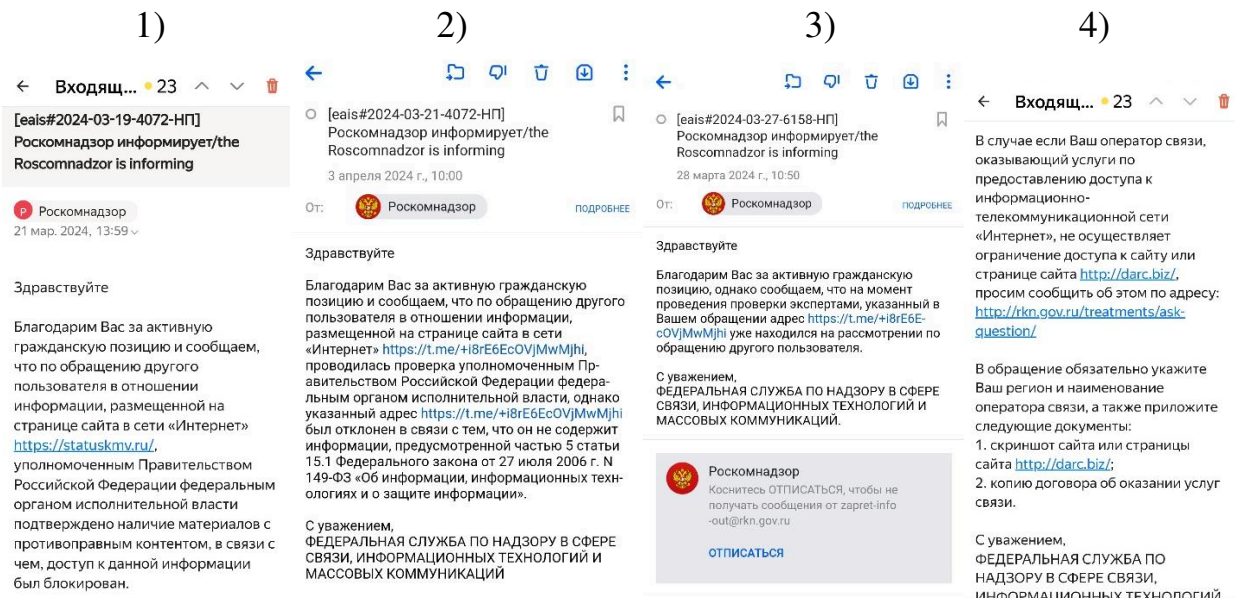 1)
← Входящ... 23
[eais#2024-03-19-4072-НП]
Роскомнадзор информирует/the
Roscomnadzor is informing
Р Роскомнадзор
21 мар. 2024, 13:59
Здравствуйте
Благодарим Вас за активную
гражданскую позицию и сообщаем,
что по обращению другого
пользователя в отношении
информации, размещенной на
странице сайта в сети «Интернет»
https://statuskmv.ru/,
уполномоченным Правительством
Российской Федерации федеральным
органом исполнительной власти
подтверждено наличие материалов с
противоправным контентом, в связи с
чем, доступ к данной информации
был блокирован.
2)
[eais#2024-03-21-4072-НП]
Роскомнадзор информирует/the
Roscomnadzor is informing
3 апреля 2024 г., 10:00
От: Роскомнадзор ПОДРОБНЕЕ
Здравствуйте
Благодарим Вас за активную гражданскую
позицию и сообщаем, что по обращению другого
пользователя в отношении информации,
размещенной на странице сайта в сети
«Интернет» https://t.me/+i8rE6EcOVjMwMjhi,
проводилась проверка уполномоченным Пр-
авительством Российской Федерации федера-
льным органом исполнительной власти, однако
указанный адрес https://t.me/+i8rE6EcOVjMwMjhi
был отклонен в связи с тем, что он не содержит
информации, предусмотренной частью 5 статьи
15.1 Федерального закона от 27 июля 2006 г. N
149-ФЗ «Об информации, информационных техн-
ологиях и о защите информации».
С уважением,
ФЕДЕРАЛЬНАЯ СЛУЖБА ПО НАДЗОРУ В СФЕРЕ
СВЯЗИ, ИНФОРМАЦИОННЫХ ТЕХНОЛОГИЙ И
МАССОВЫХ КОММУНИКАЦИЙ
3)
[eais#2024-03-27-6158-НП]
Роскомнадзор информирует/the
Roscomnadzor is informing
28 марта 2024 г., 10:50
От: Роскомнадзор ПОДРОБНЕЕ
Здравствуйте
Благодарим Вас за активную гражданскую
позицию, однако сообщаем, что на момент
проведения проверки экспертами, указанный в
Вашем обращении адрес https://t.me/+i8rE6E-
cOVjMwMjhi уже находился на рассмотрении по
обращению другого пользователя.
С уважением,
ФЕДЕРАЛЬНАЯ СЛУЖБА ПО НАДЗОРУ В СФЕРЕ
СВЯЗИ, ИНФОРМАЦИОННЫХ ТЕХНОЛОГИЙ И
МАССОВЫХ КОММУНИКАЦИЙ.
Роскомнадзор
Коснитесь ОТПИСАТЬСЯ, чтобы не
получать сообщения от zapret-info
-out@rkn.gov.ru
ОТПИСАТЬСЯ
4)
← Входящ... 23
В случае если Ваш оператор связи,
оказывающий услуги по
предоставлению доступа к
информационно-
телекоммуникационной сети
«Интернет», не осуществляет
ограничение доступа к сайту или
странице сайта http://darc.biz/,
просим сообщить об этом по адресу:
http://rkn.gov.ru/treatments/ask-
question/
В обращение обязательно укажите
Ваш регион и наименование
оператора связи, а также приложите
следующие документы:
1. скриншот сайта или страницы
сайта http://darc.biz/;
2. копию договора об оказании услуг
связи.
С уважением,
ФЕДЕРАЛЬНАЯ СЛУЖБА ПО
НАДЗОРУ В СФЕРЕ СВЯЗИ,
ИНФОРМАЦИОННЫХ ТЕХНОЛОГИЙ